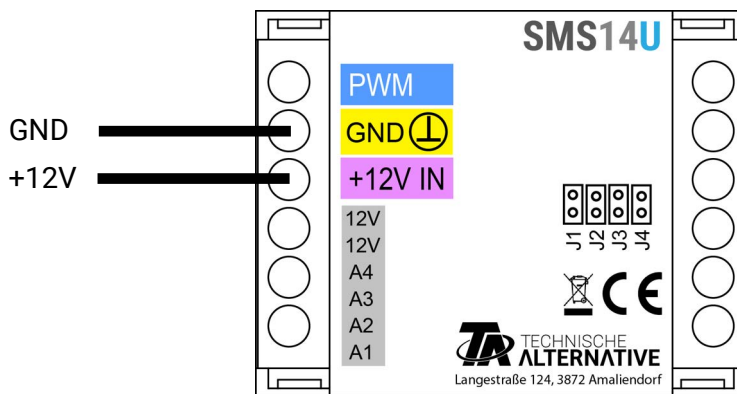 SMS14U
PWM
GND
GND
+12V
+12V IN
12V
12V
A4
A3
A2
A1
J1
J2
J3
J4
CE
TA TECHNISCHE
ALTERNATIVE
Langestraße 124, 3872 Amaliendorf